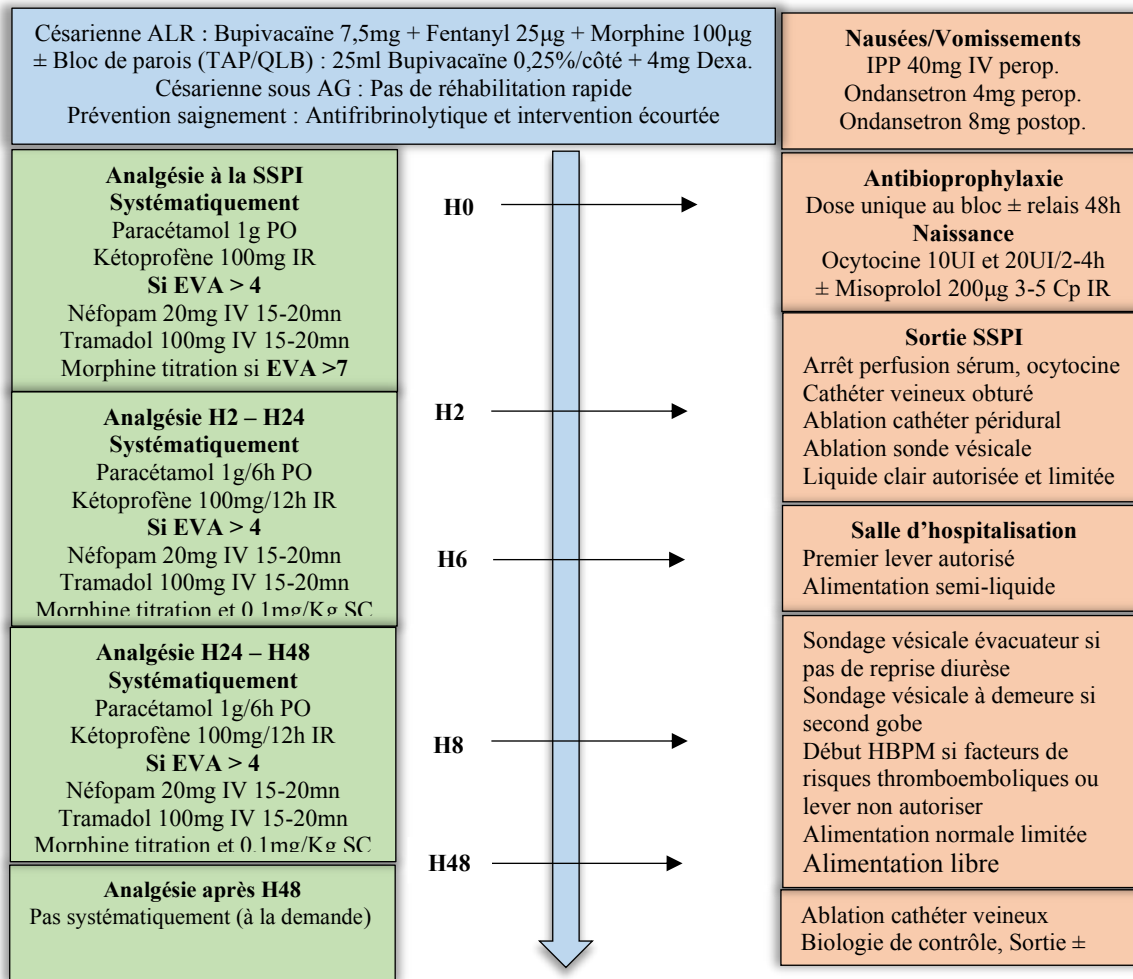 Césarienne ALR : Bupivacaïne 7,5mg + Fentanyl 25µg + Morphine 100µg
± Bloc de parois (TAP/QLB) : 25ml Bupivacaïne 0,25%/côté + 4mg Dexa.
Césarienne sous AG : Pas de réhabilitation rapide
Prévention saignement : Antifribrinolytique et intervention écourtée
Nausées/Vomissements
IPP 40mg IV perop.
Ondansetron 4mg perop.
Ondansetron 8mg postop.
Analgésie à la SSPI
Systématiquement
Paracétamol 1g PO
Kétoprofène 100mg IR
Si EVA > 4
Néfopam 20mg IV 15-20mn
Tramadol 100mg IV 15-20mn
Morphine titration si EVA >7
H0
Antibioprophylaxie
Dose unique au bloc ± relais 48h
Naissance
Ocytocine 10UI et 20UI/2-4h
± Misoprolol 200µg 3-5 Cp IR
Analgésie H2 – H24
Systématiquement
Paracétamol 1g/6h PO
Kétoprofène 100mg/12h IR
Si EVA > 4
Néfopam 20mg IV 15-20mn
Tramadol 100mg IV 15-20mn
Morphine titration et 0.1mg/Kg SC
H2
Sortie SSPI
Arrêt perfusion sérum, ocytocine
Cathéter veineux obturé
Ablation cathéter péridural
Ablation sonde vésicale
Liquide clair autorisée et limitée
H6
Salle d'hospitalisation
Premier lever autorisé
Alimentation semi-liquide
Analgésie H24 – H48
Systématiquement
Paracétamol 1g/6h PO
Kétoprofène 100mg/12h IR
Si EVA > 4
Néfopam 20mg IV 15-20mn
Tramadol 100mg IV 15-20mn
Morphine titration et 0.1mg/Kg SC
H8
Sondage vésicale évacuateur si
pas de reprise diurèse
Sondage vésicale à demeure si
second gobe
Début HBPM si facteurs de
risques thromboemboliques ou
lever non autoriser
Alimentation normale limitée
Alimentation libre
H48
Analgésie après H48
Pas systématiquement (à la demande)
Ablation cathéter veineux
Biologie de contrôle, Sortie ±